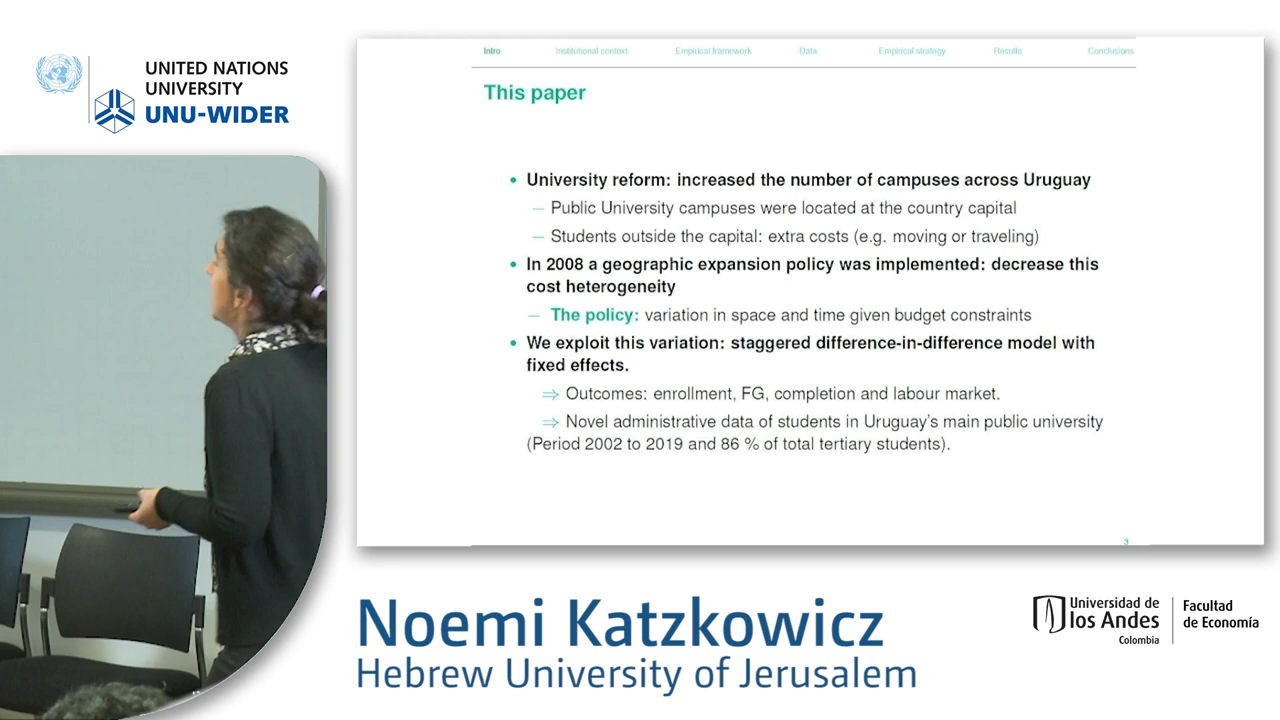 UNITED NATIONS
UNIVERSITY
UNU-WIDER
Intro Institutional context Empirical framework Data Empirical strategy Results Conclusions
This paper
• University reform: increased the number of campuses across Uruguay
– Public University campuses were located at the country capital
– Students outside the capital: extra costs (e.g. moving or traveling)
• In 2008 a geographic expansion policy was implemented: decrease this
cost heterogeneity
– The policy: variation in space and time given budget constraints
• We exploit this variation: staggered difference-in-difference model with
fixed effects.
⇒ Outcomes: enrollment, FG, completion and labour market.
⇒ Novel administrative data of students in Uruguay's main public university
(Period 2002 to 2019 and 86 % of total tertiary students).
3
Noemi Katzkowicz
Hebrew University of Jerusalem
Universidad de
los Andes
Colombia
Facultad
de Economía